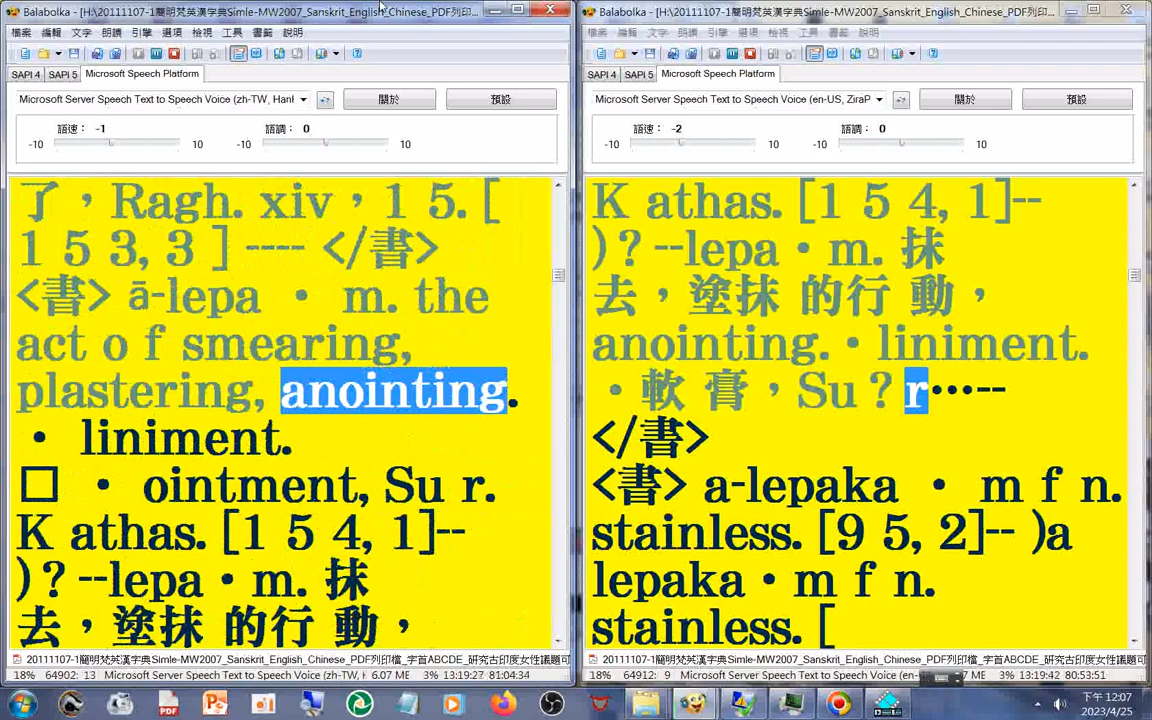 Balabolka - [H:\20111107-1簡明梵英漢字典Simle-MW2007_Sanskrit_English_Chinese_PDF列印...
檔案 編輯 文字 朗讀 引擎 選項 檢視 工具 書籤 說明
SAPI 4 SAPI 5 Microsoft Speech Platform
Microsoft Server Speech Text to Speech Voice (zh-TW, HanH
關於 預設
語速: -1 語調: 0
-10 10 -10 10
了，Ragh. xiv，1 5. [
1 5 3, 3 ] ---- </書>
<書> ā-lepa • m. the
act o f smearing,
plastering, anointing.
• liniment.
□ • ointment, Su r.
K athas. [1 5 4, 1]--
)? --lepa • m. 抹
去，塗抹 的行 動，
20111107-1簡明梵英漢字典Simle-MW2007_Sanskrit_English_Chinese_PDF列印檔_字首ABCDE_研究古印度女性議題可
18% 64902: 13 Microsoft Server Speech Text to Speech Voice (zh-TW, H 6.07 ME 3% 13:19:27 81:04:34
Balabolka - [H:\20111107-1簡明梵英漢字典Simle-MW2007_Sanskrit_English_Chinese_PDF列印...
檔案 編輯 文字 朗讀 引擎 選項 檢視 工具 書籤 說明
SAPI 4 SAPI 5 Microsoft Speech Platform
Microsoft Server Speech Text to Speech Voice (en-US, ZiraP
關於 預設
語速: -2 語調: 0
-10 10 -10 10
K athas. [1 5 4, 1]--
)? --lepa • m. 抹
去，塗抹 的行 動，
anointing. • liniment.
• 軟 膏，Su ? r•••--
</書>
<書> a-lepaka • m f n.
stainless. [9 5, 2]-- )a
lepaka • m f n.
stainless. [
20111107-1簡明梵英漢字典Simle-MW2007_Sanskrit_English_Chinese_PDF列印檔_字首ABCDE_研究古印度女性議題可
18% 64912: 9 Microsoft Server Speech Text to Speech Voice (en-US, 6.07 ME 3% 13:19:42 80:53:51
下午 12:07
2023/4/25